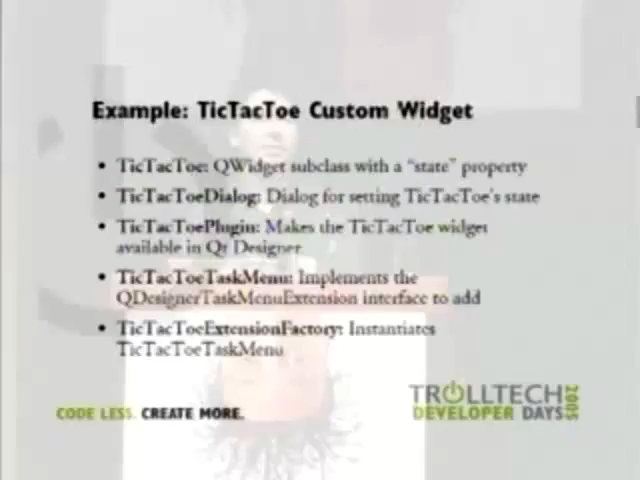 Example: TicTacToe Custom Widget
• TicTacToe: QWidget subclass with a "state" property
• TicTacToeDialog: Dialog for setting TicTacToe's state
• TicTacToePlugin: Makes the TicTacToe widget
available in Qt Designer
• TicTacToeTaskMenu: Implements the
QDesignerTaskMenuExtension interface to add
• TicTacToeExtensionFactory: Instantiates
TicTacToeTaskMenu
CODE LESS. CREATE MORE.
TROLLTECH
DEVELOPER DAYS
2005